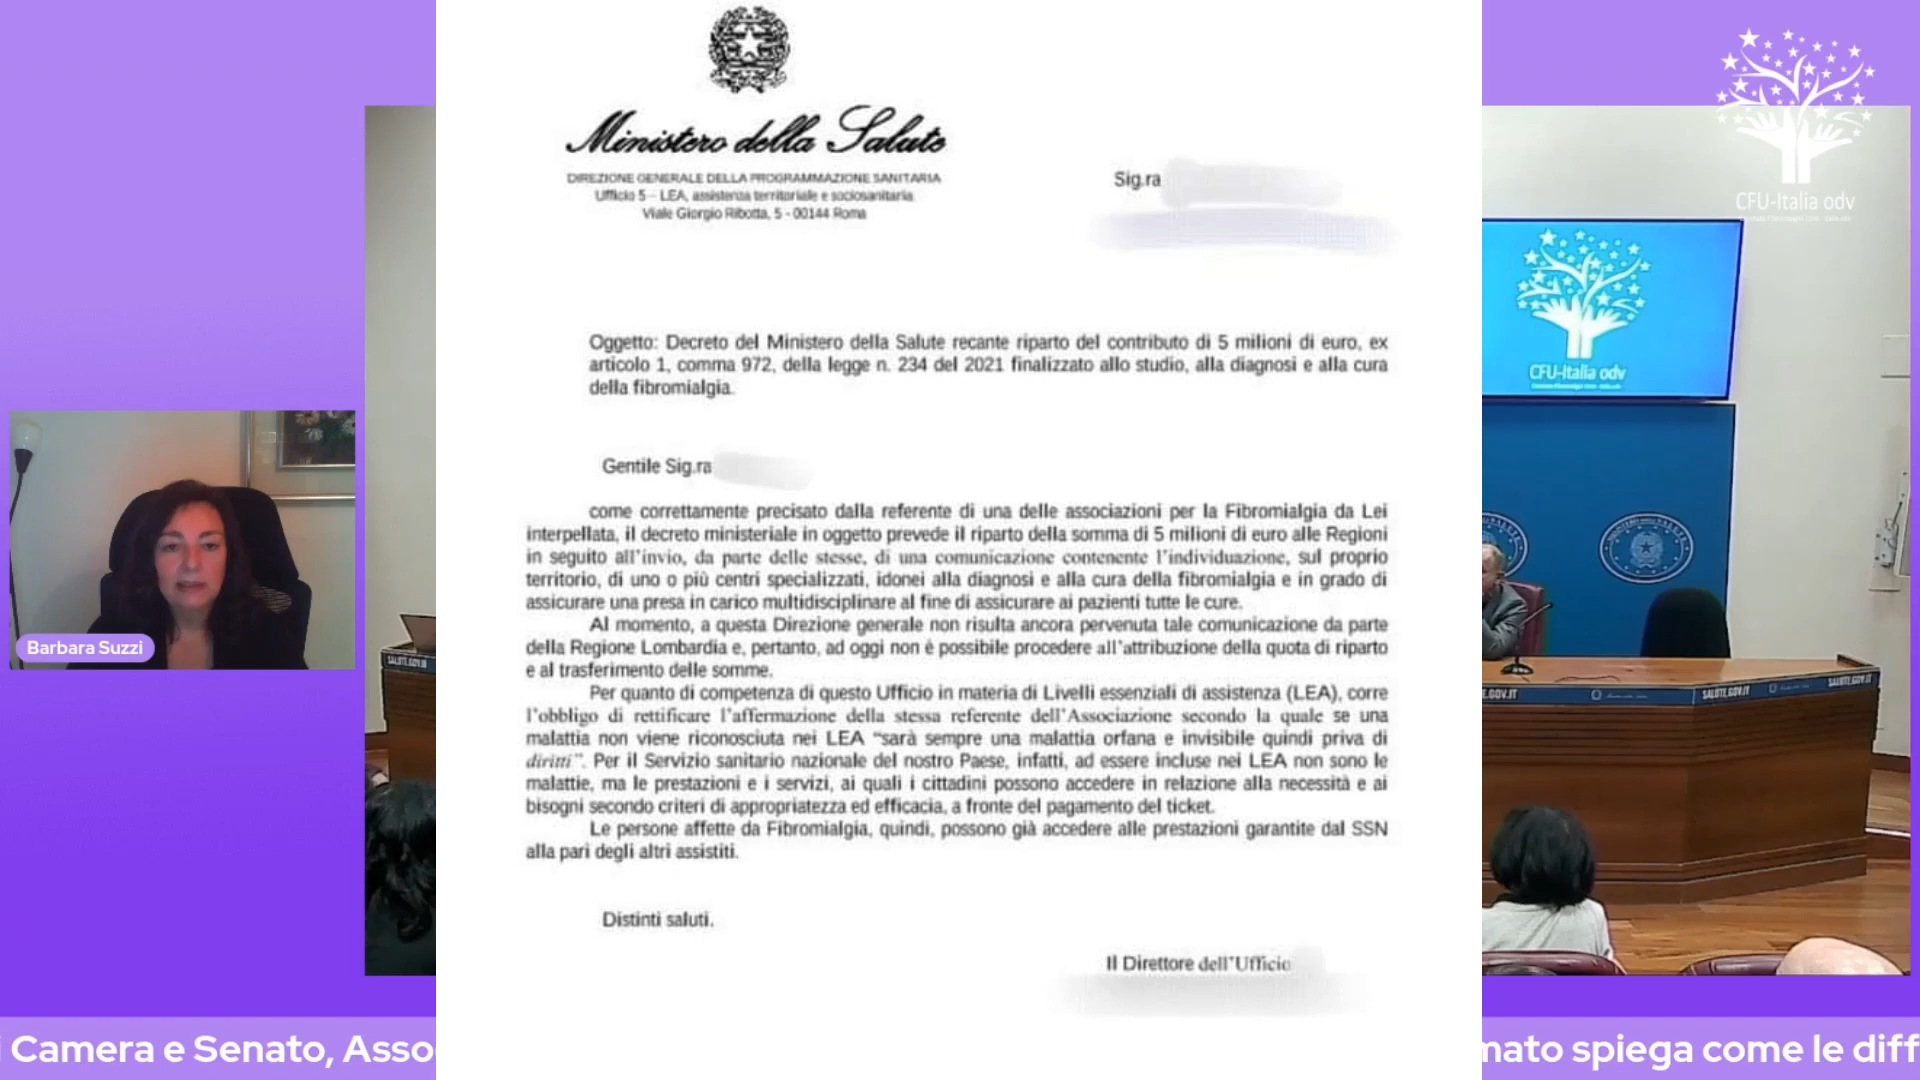 Ministero della Salute
DIREZIONE GENERALE DELLA PROGRAMMAZIONE SANITARIA
Ufficio 5 – LEA, assistenza territoriale e sociosanitaria
Viale Giorgio Ribotta, 5 - 00144 Roma
Sig.ra
Oggetto: Decreto del Ministero della Salute recante riparto del contributo di 5 milioni di euro, ex
articolo 1, comma 972, della legge n. 234 del 2021 finalizzato allo studio, alla diagnosi e alla cura
della fibromialgia.
Gentile Sig.ra
come correttamente precisato dalla referente di una delle associazioni per la Fibromialgia da Lei
interpellata, il decreto ministeriale in oggetto prevede il riparto della somma di 5 milioni di euro alle Regioni
in seguito all'invio, da parte delle stesse, di una comunicazione contenente l'individuazione, sul proprio
territorio, di uno o più centri specializzati, idonei alla diagnosi e alla cura della fibromialgia e in grado di
assicurare una presa in carico multidisciplinare al fine di assicurare ai pazienti tutte le cure.
Al momento, a questa Direzione generale non risulta ancora pervenuta tale comunicazione da parte
della Regione Lombardia e, pertanto, ad oggi non è possibile procedere all'attribuzione della quota di riparto
e al trasferimento delle somme.
Per quanto di competenza di questo Ufficio in materia di Livelli essenziali di assistenza (LEA), corre
l'obbligo di rettificare l'affermazione della stessa referente dell'Associazione secondo la quale se una
malattia non viene riconosciuta nei LEA "sarà sempre una malattia orfana e invisibile quindi priva di
diritti". Per il Servizio sanitario nazionale del nostro Paese, infatti, ad essere incluse nei LEA non sono le
malattie, ma le prestazioni e i servizi, ai quali i cittadini possono accedere in relazione alla necessità e ai
bisogni secondo criteri di appropriatezza ed efficacia, a fronte del pagamento del ticket.
Le persone affette da Fibromialgia, quindi, possono già accedere alle prestazioni garantite dal SSN
alla pari degli altri assistiti.
Distinti saluti.
Il Direttore dell'Ufficio
Barbara Suzzi
CFU-Italia odv
CFU-Italia odv
SALUTE.GOV.IT
E.GOV.IT
SALUTE.GOV.IT
SALUTE.GOV.IT
i Camera e Senato, Asso
mato spiega come le diff